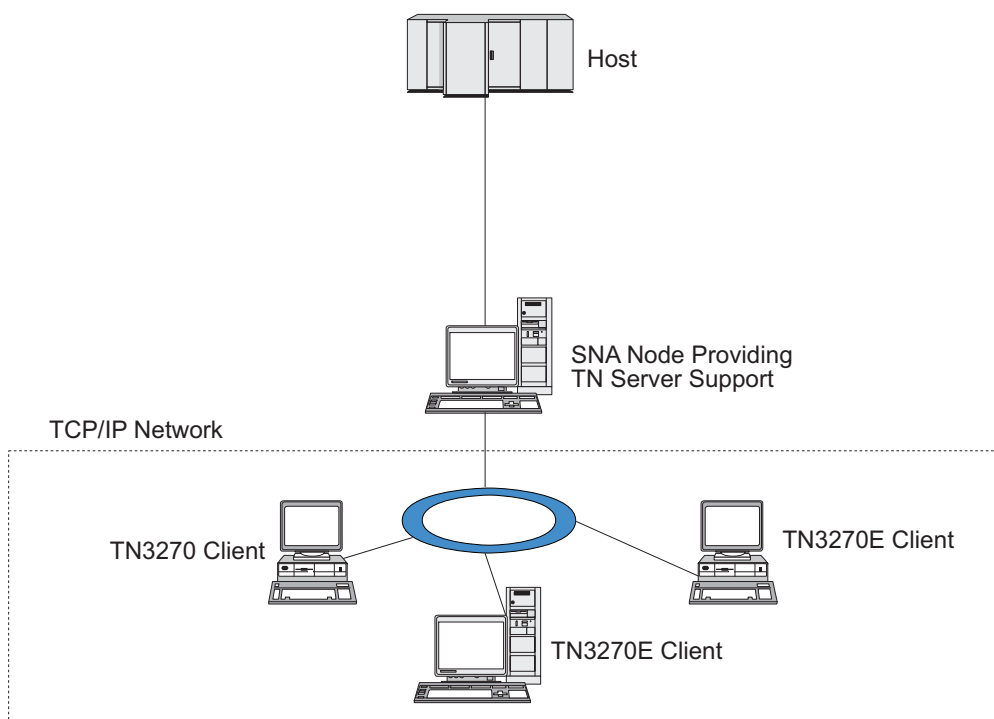 Host
SNA Node Providing
TN Server Support
TCP/IP Network
TN3270 Client
TN3270E Client
TN3270E Client